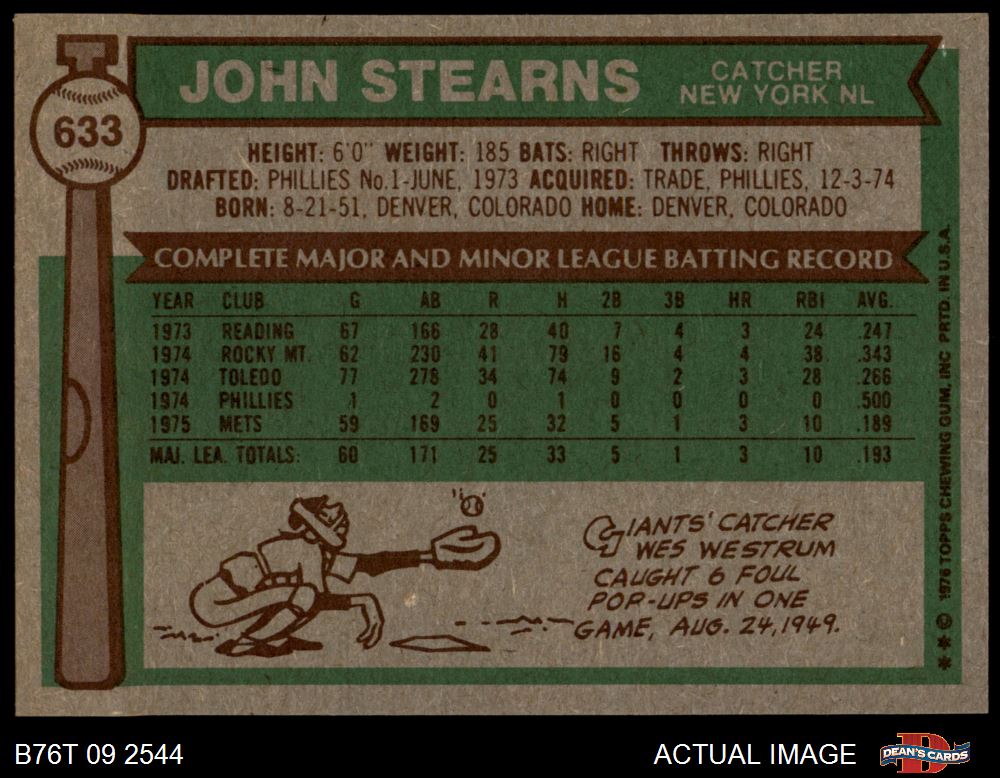 633
JOHN STEARNS
CATCHER
NEW YORK NL
HEIGHT: 6'0" WEIGHT: 185 BATS: RIGHT THROWS: RIGHT
DRAFTED: PHILLIES No.1-JUNE, 1973 ACQUIRED: TRADE, PHILLIES, 12-3-74
BORN: 8-21-51, DENVER, COLORADO HOME: DENVER, COLORADO
COMPLETE MAJOR AND MINOR LEAGUE BATTING RECORD
YEAR CLUB G AB R H 2B 3B HR RBI AVG.
1973 READING 67 166 28 40 7 4 3 24 .247
1974 ROCKY MT. 62 230 41 79 16 4 4 38 .343
1974 TOLEDO 77 278 34 74 9 2 3 28 .266
1974 PHILLIES 1 2 0 1 0 0 0 0 .500
1975 METS 59 169 25 32 5 1 3 10 .189
MAJ. LEA. TOTALS: 60 171 25 33 5 1 3 10 .193
GIANTS' CATCHER
WES WESTRUM
CAUGHT 6 FOUL
POP-UPS IN ONE
GAME, AUG. 24, 1949.
** © 1976 TOPPS CHEWING GUM, INC PRTD. IN U.S.A.
B76T 09 2544
ACTUAL IMAGE
DEAN'S CARDS